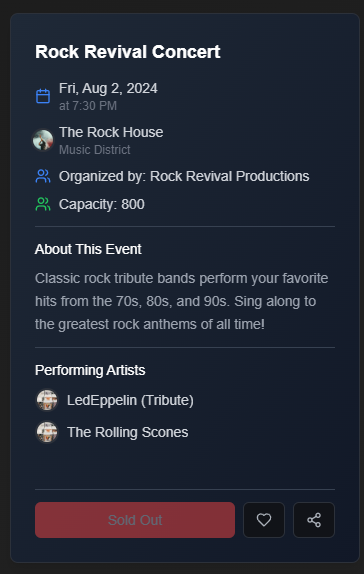 Rock Revival Concert
Fri, Aug 2, 2024
at 7:30 PM
The Rock House
Music District
Organized by: Rock Revival Productions
Capacity: 800
About This Event
Classic rock tribute bands perform your favorite
hits from the 70s, 80s, and 90s. Sing along to
the greatest rock anthems of all time!
Performing Artists
LedEppelin (Tribute)
The Rolling Scones
Sold Out